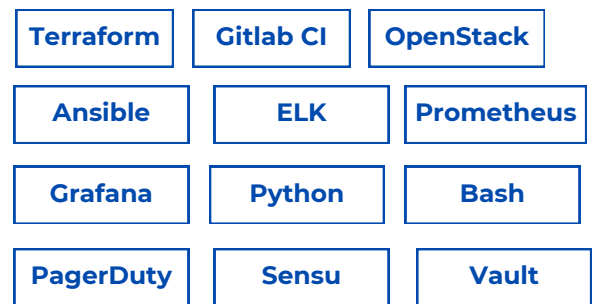 Terraform Gitlab CI OpenStack
Ansible ELK Prometheus
Grafana Python Bash
PagerDuty Sensu Vault